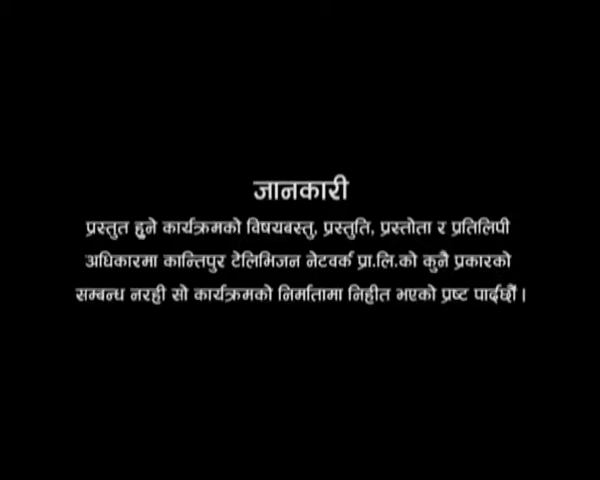 जानकारी
प्रस्तुत हुने कार्यक्रमको विषयबस्तु, प्रस्तुति, प्रस्तोता र प्रतिलिपी
अधिकारमा कान्तिपुर टेलिभिजन नेटवर्क प्रा.लि.को कुनै प्रकारको
सम्बन्ध नरही सो कार्यक्रमको निर्मातामा निहीत भएको प्रष्ट पार्दछौं ।